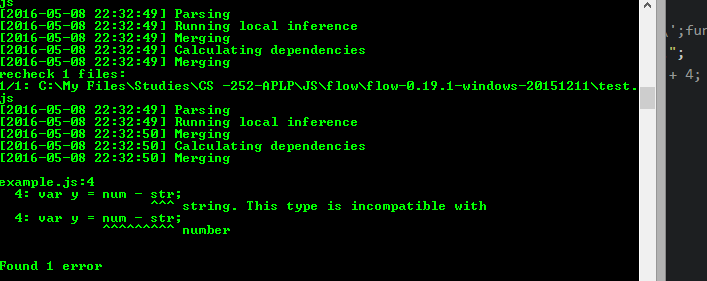 js
[2016-05-08 22:32:49] Parsing
[2016-05-08 22:32:49] Running local inference
[2016-05-08 22:32:49] Merging
[2016-05-08 22:32:49] Calculating dependencies
[2016-05-08 22:32:49] Merging
recheck 1 files:
1/1: C:\My Files\Studies\CS -252-APLP\JS\flow\flow-0.19.1-windows-20151211\test.
js
[2016-05-08 22:32:49] Parsing
[2016-05-08 22:32:49] Running local inference
[2016-05-08 22:32:50] Merging
[2016-05-08 22:32:50] Calculating dependencies
[2016-05-08 22:32:50] Merging
example.js:4
4: var y = num - str;
^^^ string. This type is incompatible with
4: var y = num - str;
^^^^^^^^^ number
Found 1 error
\';fun
";
+ 4;